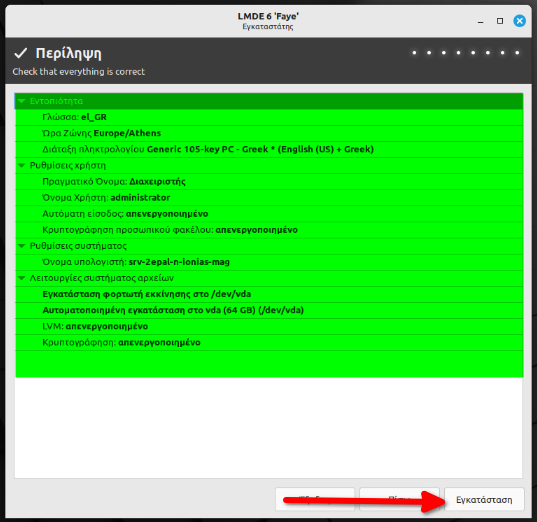 LMDE 6 'Faye'
Εγκαταστάτης
Περίληψη
Check that everything is correct
Εντοπιότητα
Γλώσσα: el_GR
Ώρα Ζώνης Europe/Athens
Διάταξη πληκτρολογίου Generic 105-key PC - Greek * (English (US) + Greek)
Ρυθμίσεις χρήστη
Πραγματικό Όνομα: Διαχειριστής
Όνομα Χρήστη: administrator
Αυτόματη είσοδος: απενεργοποιημένο
Κρυπτογράφηση προσωπικού φακέλου: απενεργοποιημένο
Ρυθμίσεις συστήματος
Όνομα υπολογιστή: srv-2epal-n-ionias-mag
Λειτουργίες συστήματος αρχείων
Εγκατάσταση φορτωτή εκκίνησης στο /dev/vda
Αυτοματοποιημένη εγκατάσταση στο vda (64 GB) (/dev/vda)
LVM: απενεργοποιημένο
Κρυπτογράφηση: απενεργοποιημένο
Εγκατάσταση